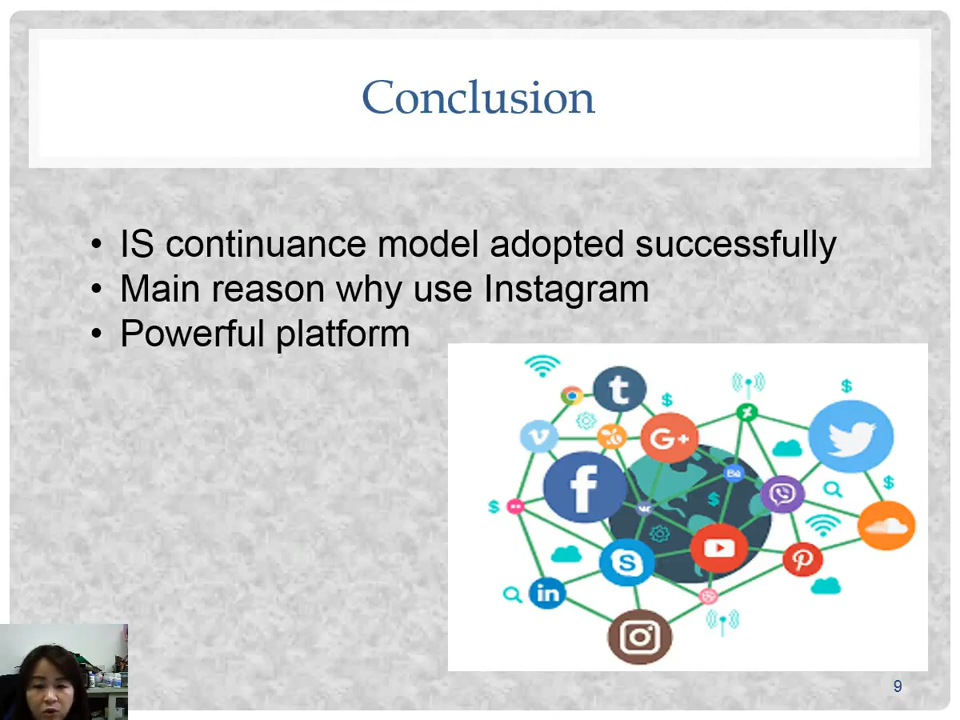 Conclusion
• IS continuance model adopted successfully
• Main reason why use Instagram
• Powerful platform
9